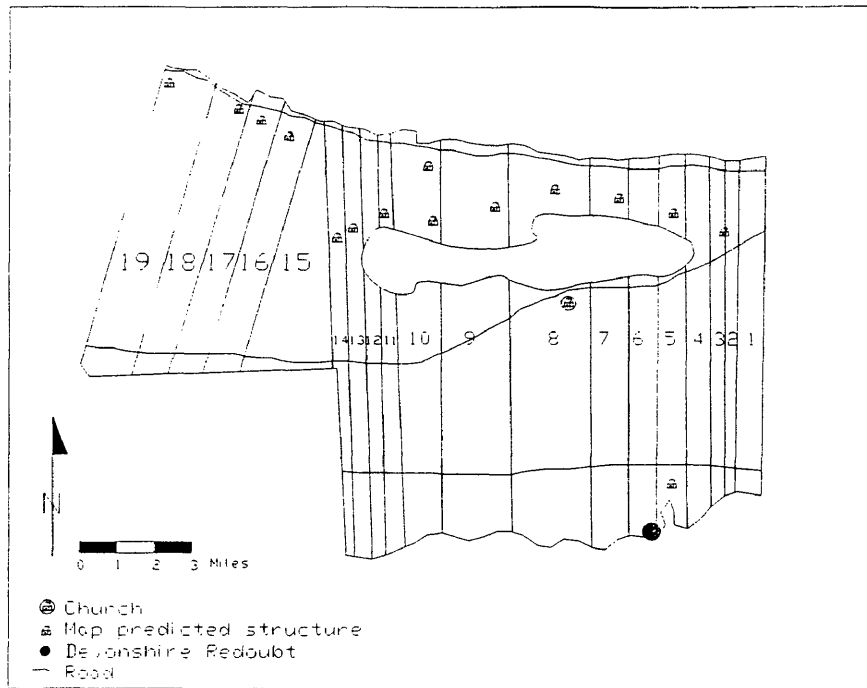 19 18 17 16 15
14 13 12 11 10 9 8 7 6 5 4 3 2 1
N
0 1 2 3 Miles
Church
Map predicted structure
Devonshire Redoubt
Road